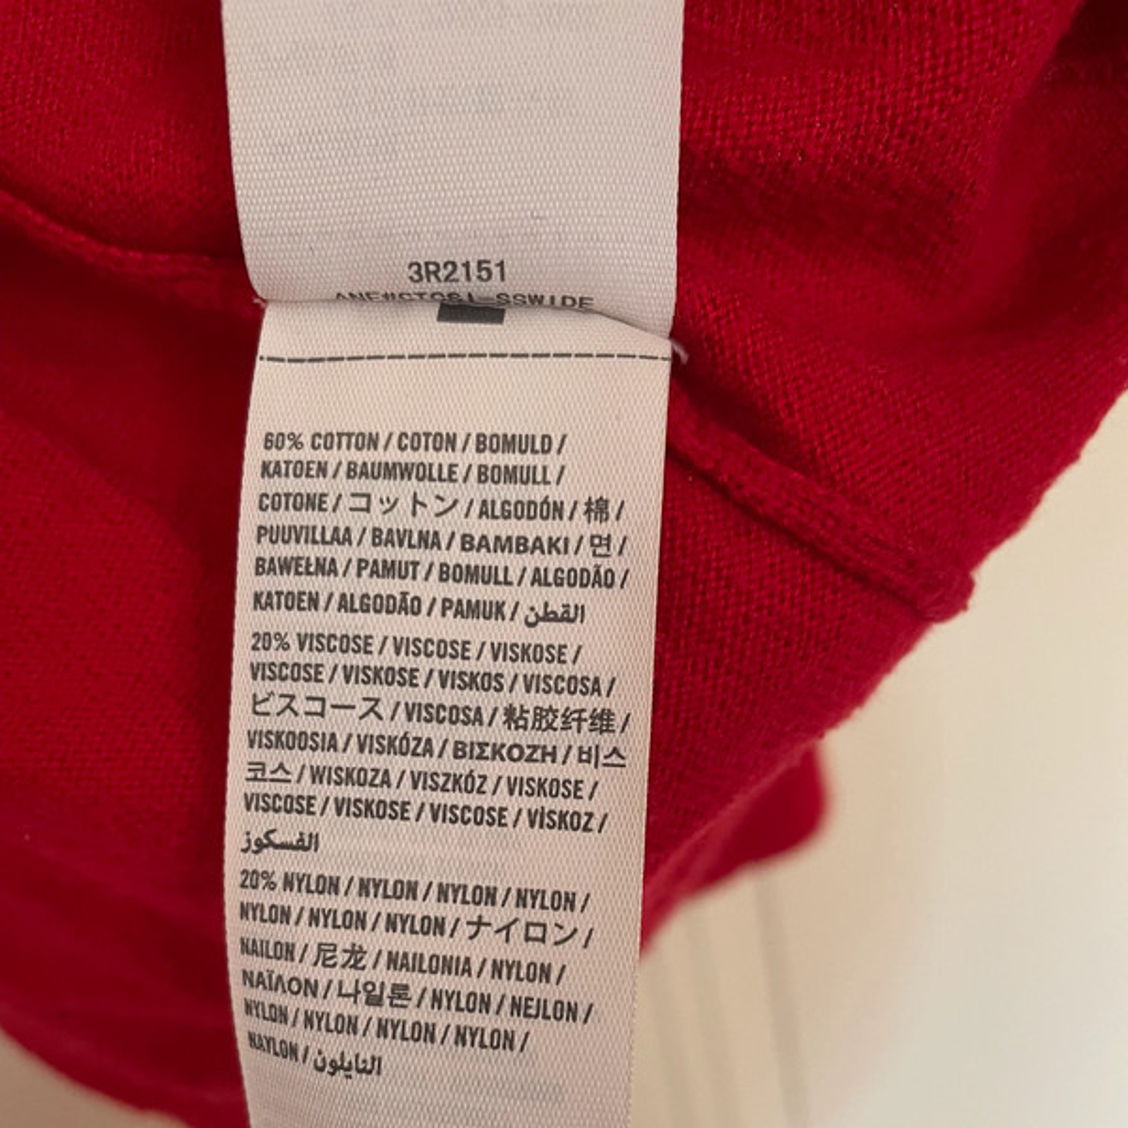 3R2151
60% COTTON / COTON / BOMULD /
KATOEN / BAUMWOLLE / BOMULL /
COTONE / コットン / ALGODÓN / 棉 /
PUUVILLAA / BAVLNA / BAMBAKI / 면 /
BAWEŁNA / PAMUT / BOMULL / ALGODÃO /
KATOEN / ALGODÃO / PAMUK / القطن
20% VISCOSE / VISCOSE / VISKOSE /
VISCOSE / VISKOSE / VISKOS / VISCOSA /
ビスコース / VISCOSA / 粘胶纤维 /
VISKOOSIA / VISKÓZA / ΒΙΣΚΟΖΗ / 비스
코스 / WISKOZA / VISZKÓZ / VISKOSE /
VISCOSE / VISKOSE / VISCOSE / VİSKOZ /
الفسكوز
20% NYLON / NYLON / NYLON / NYLON /
NYLON / NYLON / NYLON / ナイロン /
NAILON / 尼龙 / NAILONIA / NYLON /
ΝΑΪΛΟΝ / 나일론 / NYLON / NEJLON /
NYLON / NYLON / NYLON / NYLON /
NAYLON / النايلون